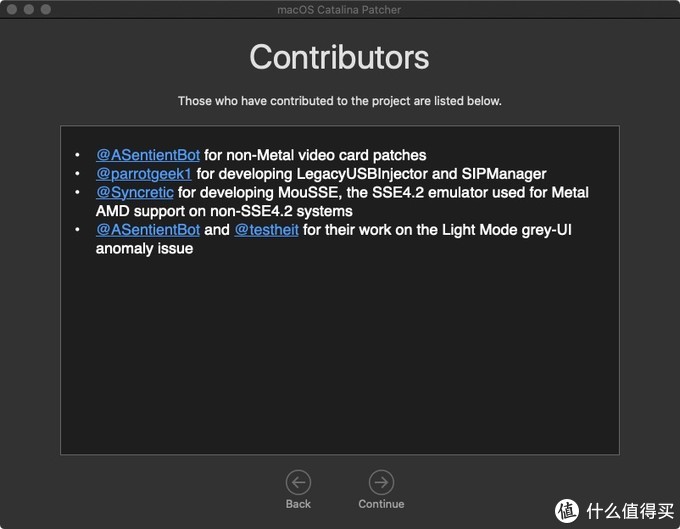 macOS Catalina Patcher
Contributors
Those who have contributed to the project are listed below.
• @ASentientBot for non-Metal video card patches
• @parrotgeek1 for developing LegacyUSBInjector and SIPManager
• @Syncretic for developing MouSSE, the SSE4.2 emulator used for Metal
AMD support on non-SSE4.2 systems
• @ASentientBot and @testheit for their work on the Light Mode grey-UI
anomaly issue
Back
Continue
值 什么值得买